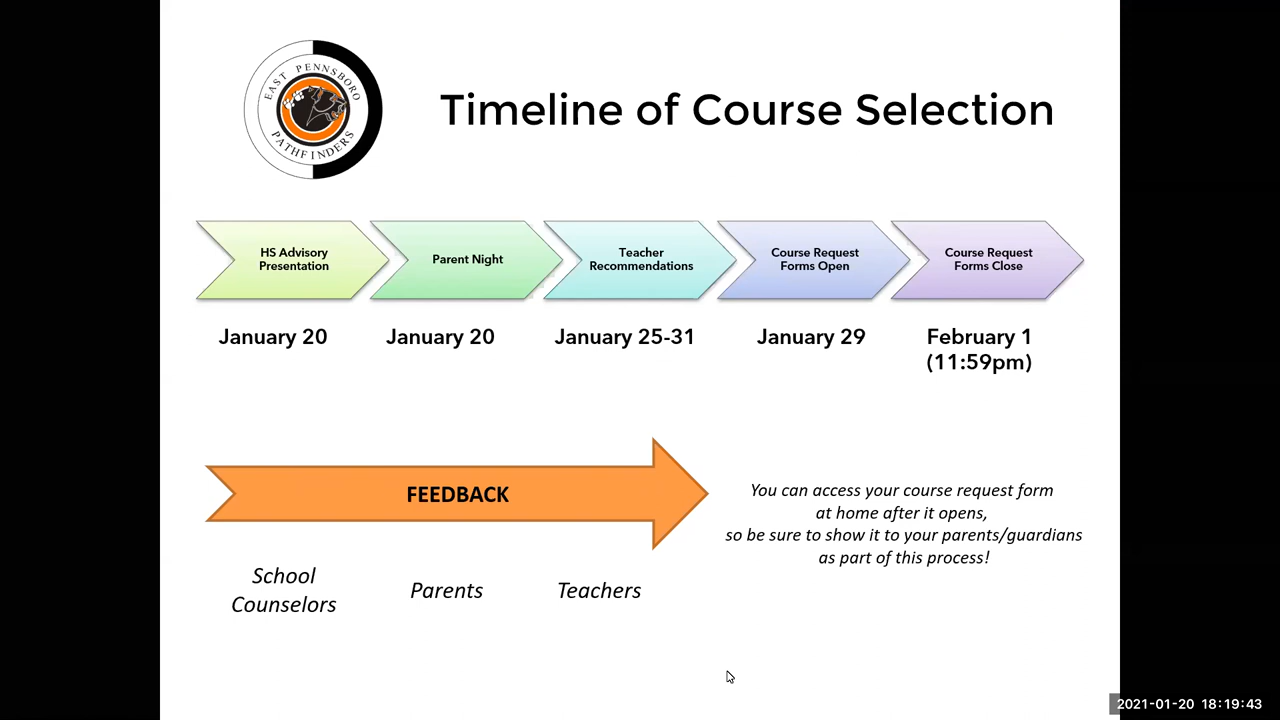 EAST PENNSBORO
PATHFINDERS
Timeline of Course Selection
HS Advisory
Presentation
Parent Night
Teacher
Recommendations
Course Request
Forms Open
Course Request
Forms Close
January 20
January 20
January 25-31
January 29
February 1
(11:59pm)
FEEDBACK
You can access your course request form
at home after it opens,
so be sure to show it to your parents/guardians
as part of this process!
School
Counselors
Parents
Teachers
2021-01-20 18:19:43